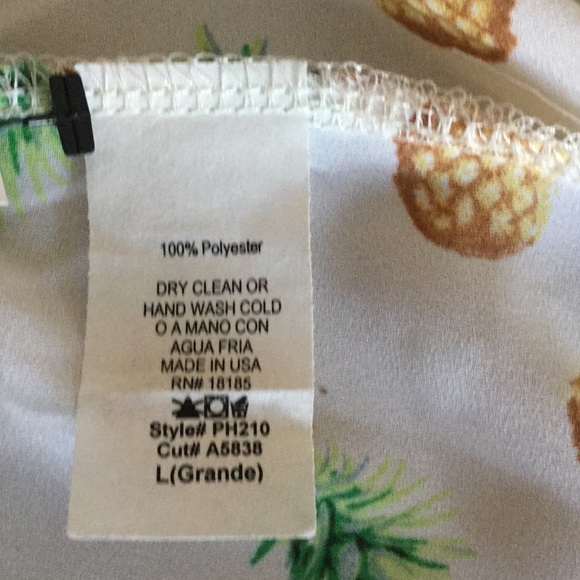 100% Polyester
DRY CLEAN OR
HAND WASH COLD
O A MANO CON
AGUA FRIA
MADE IN USA
RN# 18185
Style# PH210
Cut# A5838
L(Grande)